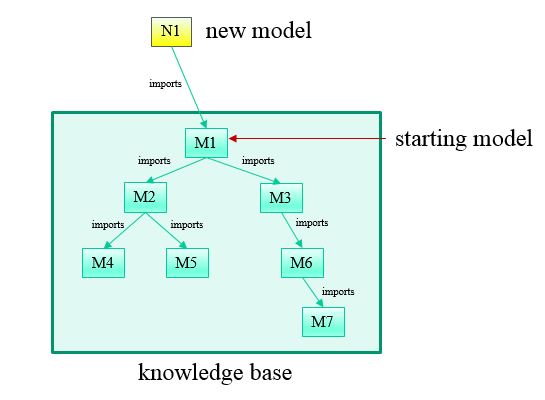 N1
new model
imports
M1
starting model
imports
imports
M2
M3
imports
imports
imports
M4
M5
M6
imports
M7
knowledge base